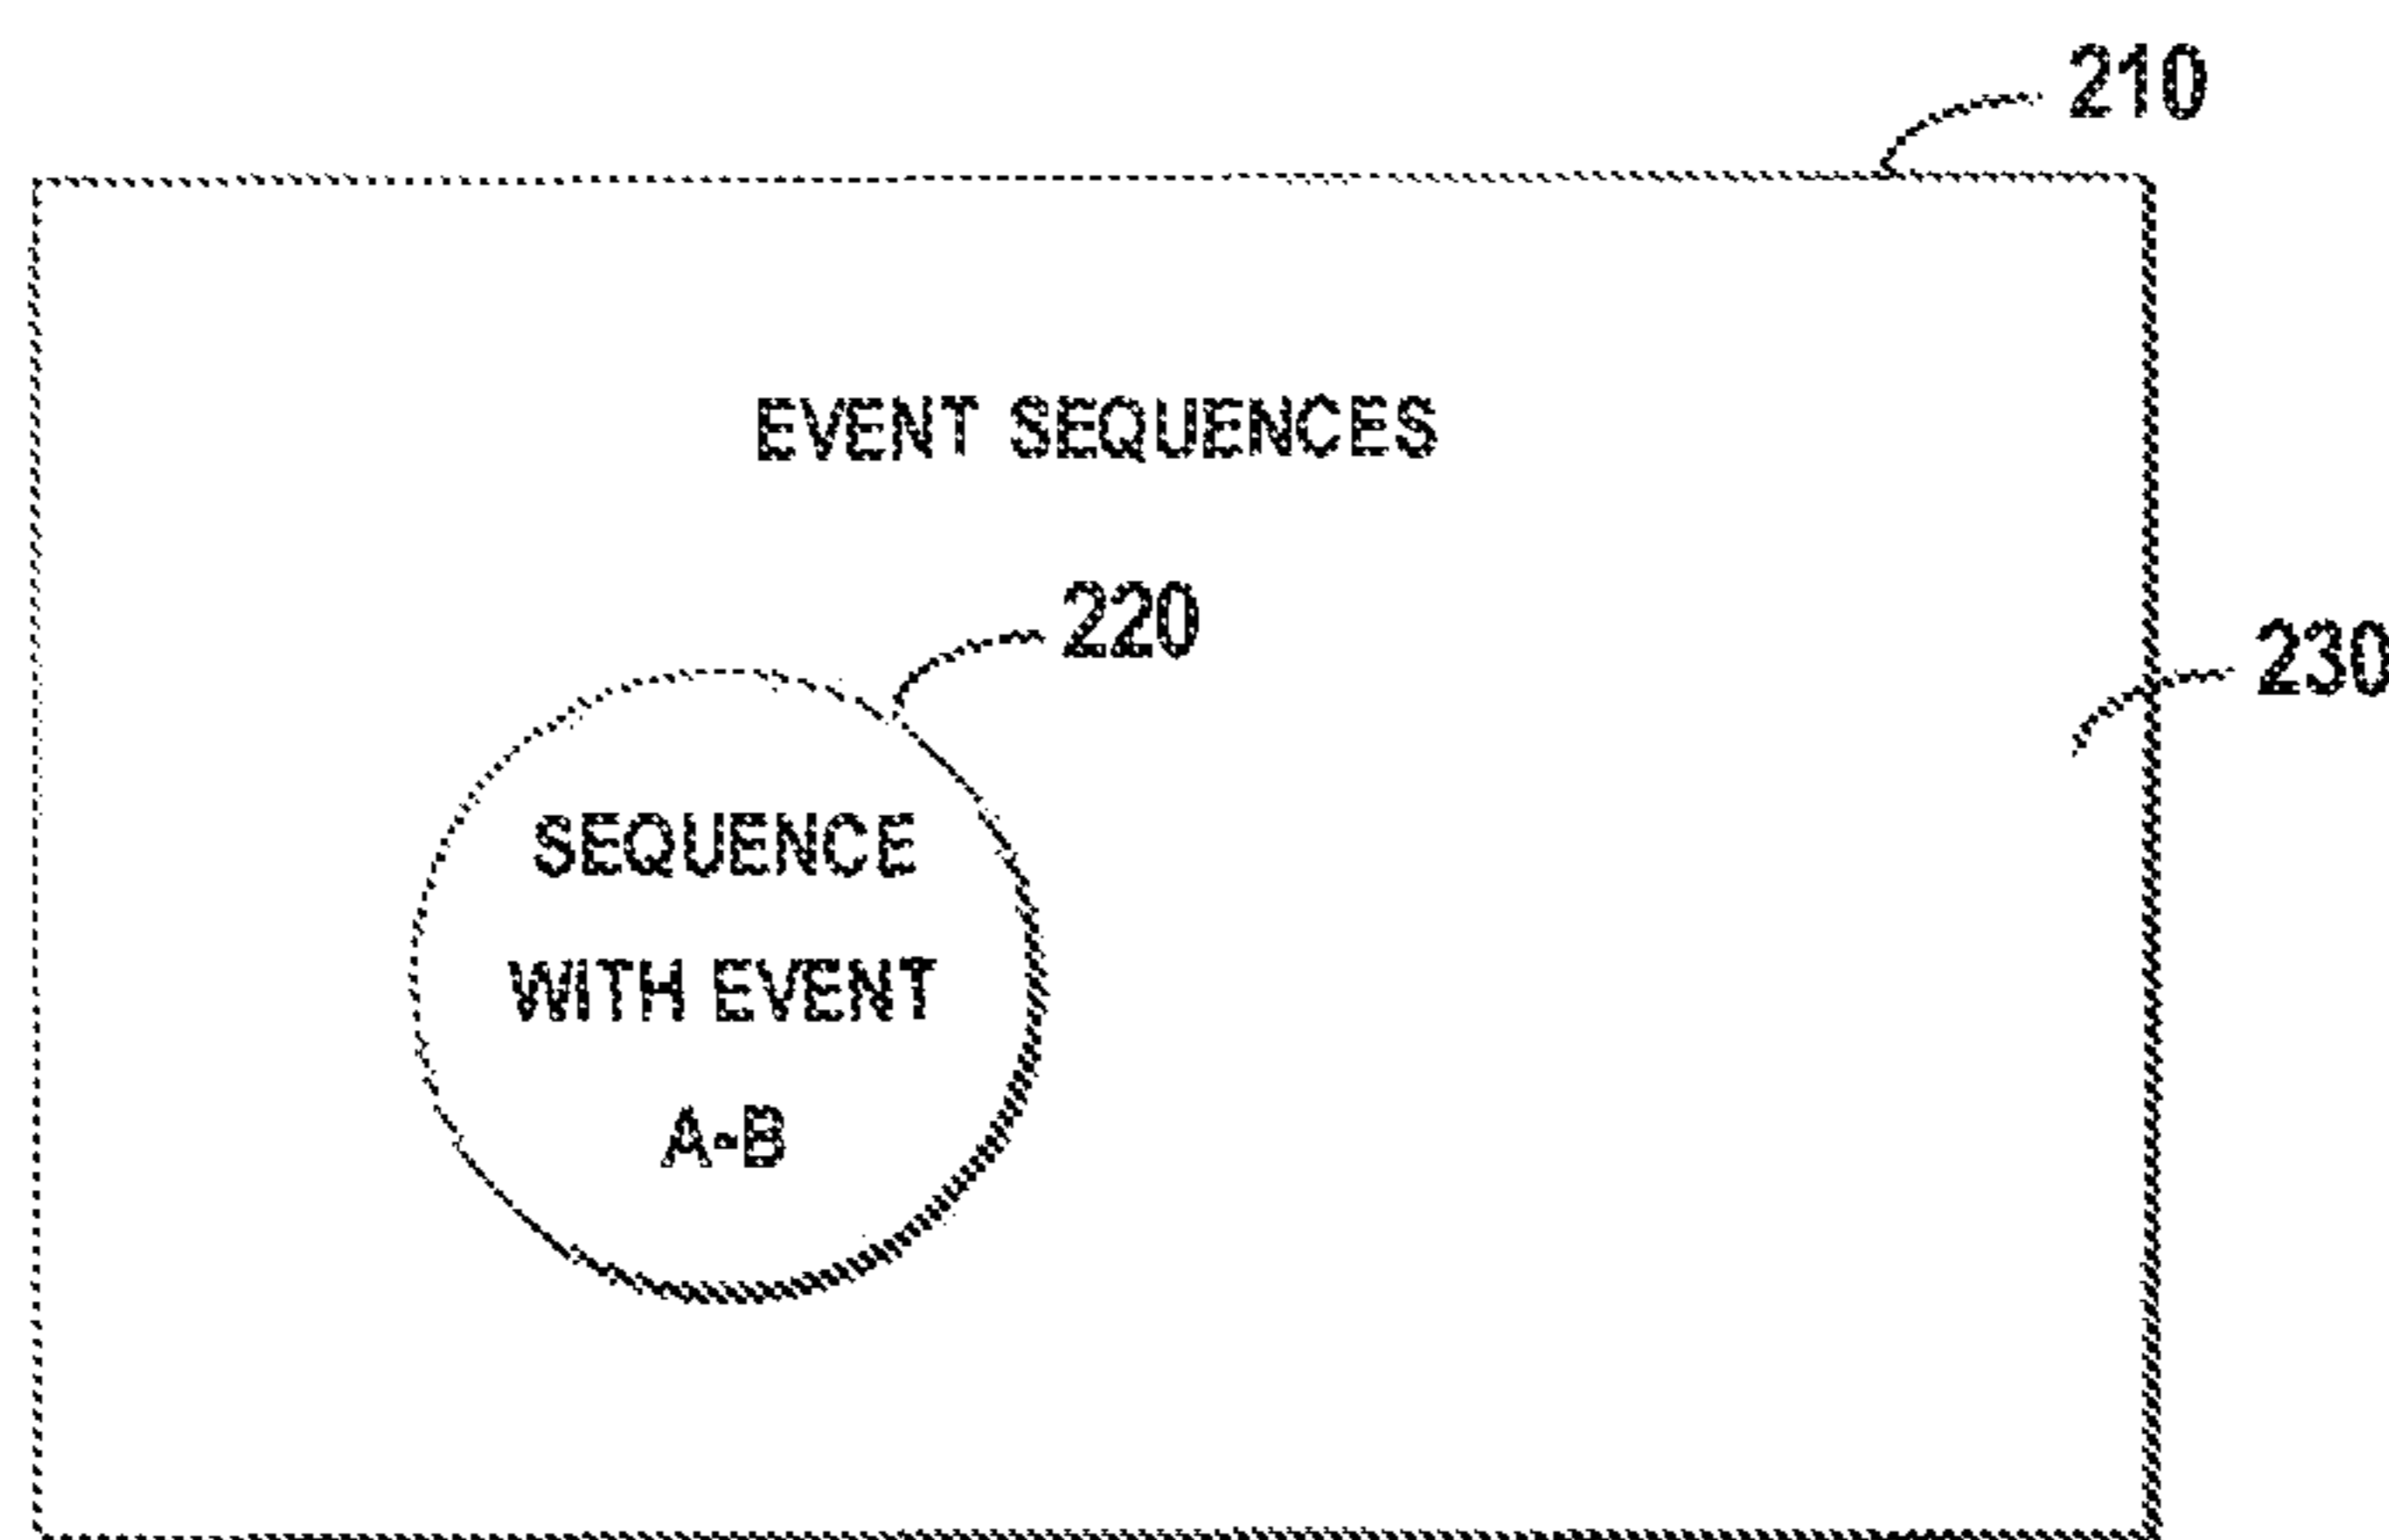 210
EVENT SEQUENCES
220
230
SEQUENCE
WITH EVENT
A-B